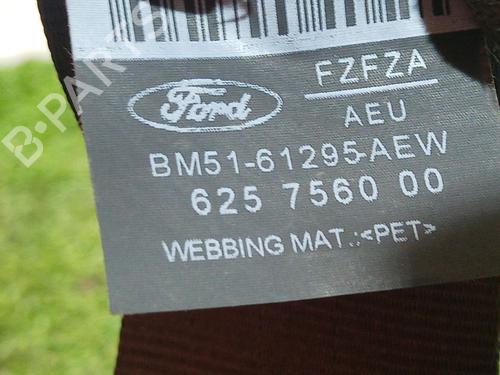 FZFZA
Ford
AEU
BM51-61295-AEW
625 7560 00
WEBBING MAT.:<PET>
B-PARTS